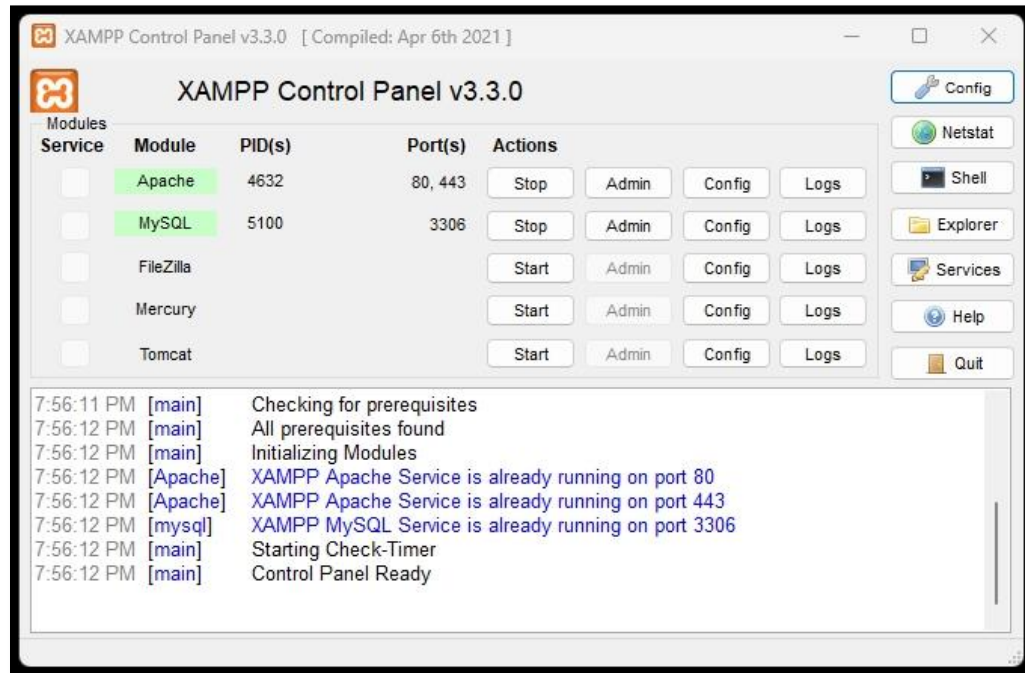 XAMPP Control Panel v3.3.0 [ Compiled: Apr 6th 2021 ]
XAMPP Control Panel v3.3.0
Config
Modules
Netstat
Service Module PID(s) Port(s) Actions
Apache 4632 80, 443 Stop Admin Config Logs
Shell
MySQL 5100 3306 Stop Admin Config Logs
Explorer
FileZilla Start Admin Config Logs
Services
Mercury Start Admin Config Logs
Help
Tomcat Start Admin Config Logs
Quit
7:56:11 PM [main] Checking for prerequisites
7:56:12 PM [main] All prerequisites found
7:56:12 PM [main] Initializing Modules
7:56:12 PM [Apache] XAMPP Apache Service is already running on port 80
7:56:12 PM [Apache] XAMPP Apache Service is already running on port 443
7:56:12 PM [mysql] XAMPP MySQL Service is already running on port 3306
7:56:12 PM [main] Starting Check-Timer
7:56:12 PM [main] Control Panel Ready